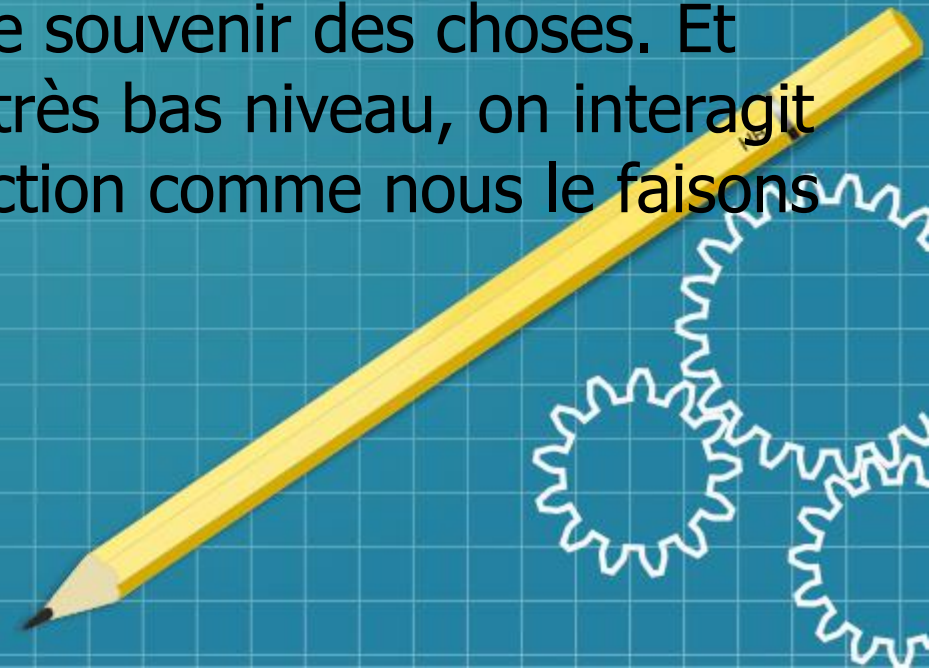 e souvenir des choses. Et
très bas niveau, on interagit
ction comme nous le faisons